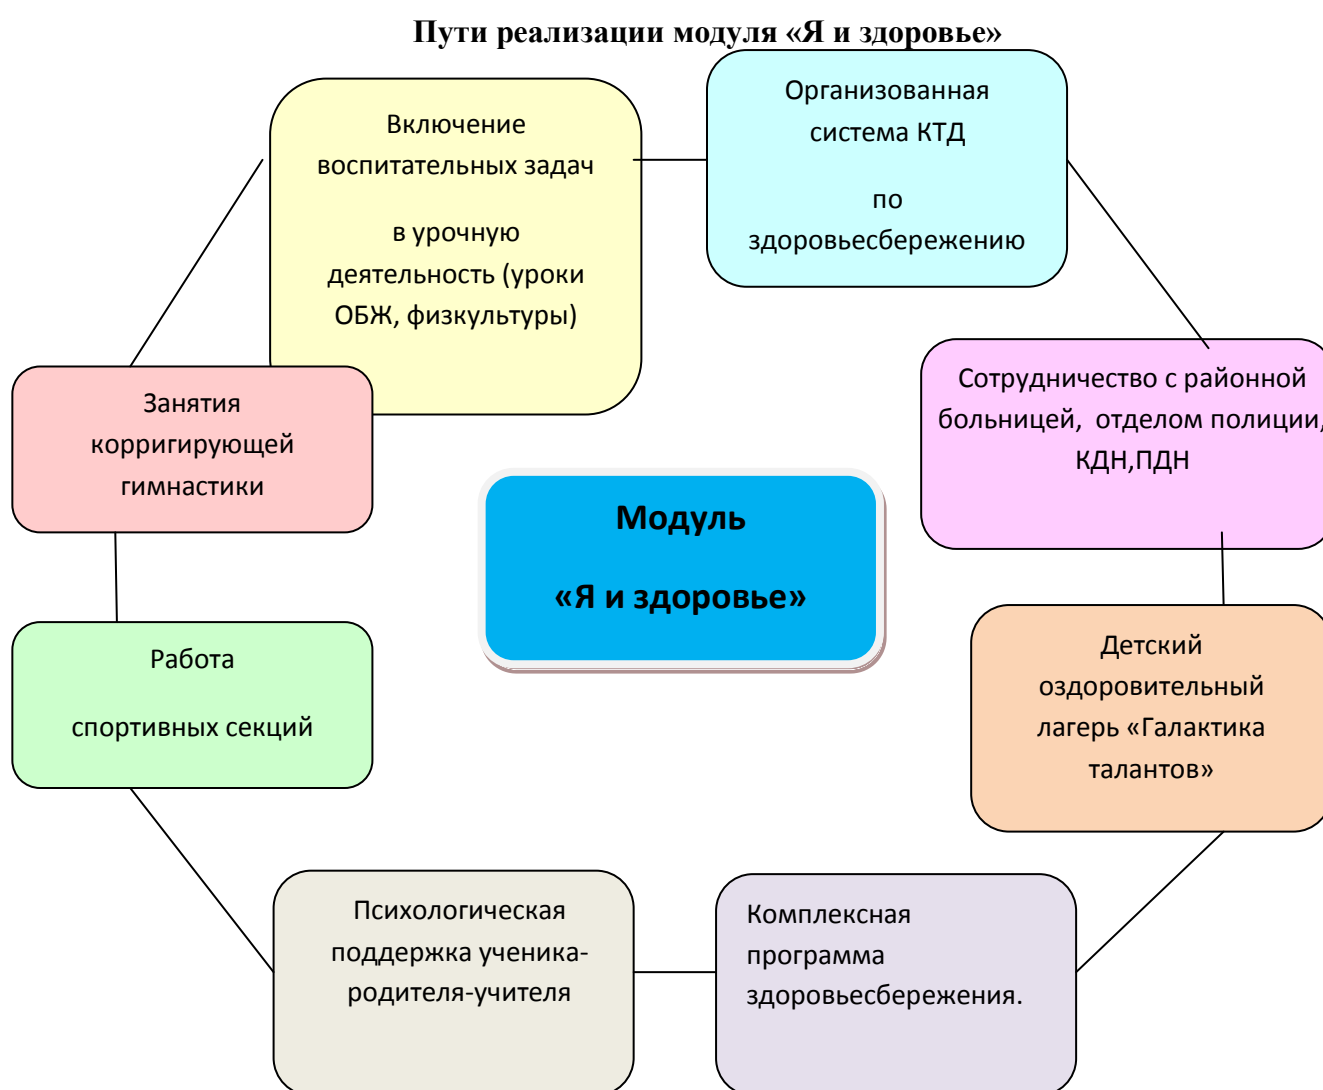 Пути реализации модуля «Я и здоровье»
Включение
воспитательных задач
в урочную
деятельность (уроки
ОБЖ, физкультуры)
Организованная
система КТД
по
здоровьесбережению
Занятия
корригирующей
гимнастики
Сотрудничество с районной
больницей, отделом полиции,
КДН,ПДН
Модуль
«Я и здоровье»
Работа
спортивных секций
Детский
оздоровительный
лагерь «Галактика
талантов»
Психологическая
поддержка ученика-
родителя-учителя
Комплексная
программа
здоровьесбережения.